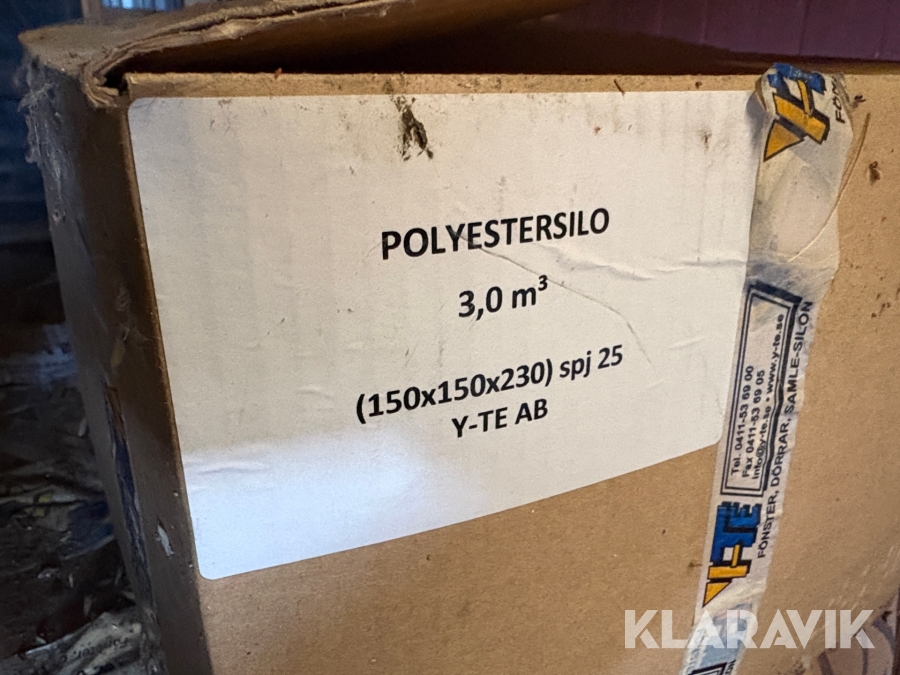 POLYESTERSILO
3,0 m³
(150x150x230) spj 25
Y-TE AB
Tel. 0411-53 69 00
Fax 0411-53 69 05
info@y-te.se • www.y-te.se
Y-TE
FÖNSTER, DÖRRAR, SAMLE-SILON
KLARAVIK